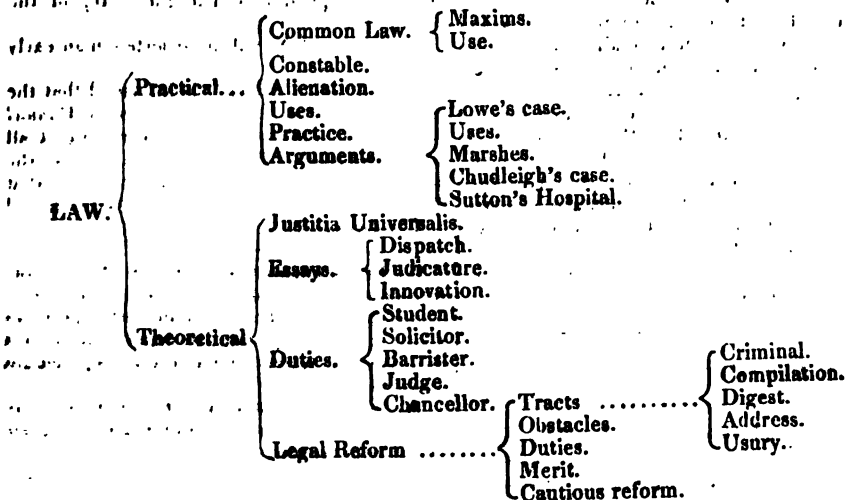 Common Law. Maxims.
Use.
Constable.
Practical... Alienation.
Uses. Lowe's case.
Practice. Uses.
Arguments. Marshes.
Chudleigh's case.
Sutton's Hospital.
LAW.
Justitia Universalis.
Dispatch.
Essays. Judicature.
Innovation.
Student.
Theoretical Solicitor.
Duties. Barrister.
Judge.
Chancellor.
Tracts .......... Criminal.
Compilation.
Digest.
Address.
Usury.
Obstacles.
Legal Reform ........ Duties.
Merit.
Cautious reform.